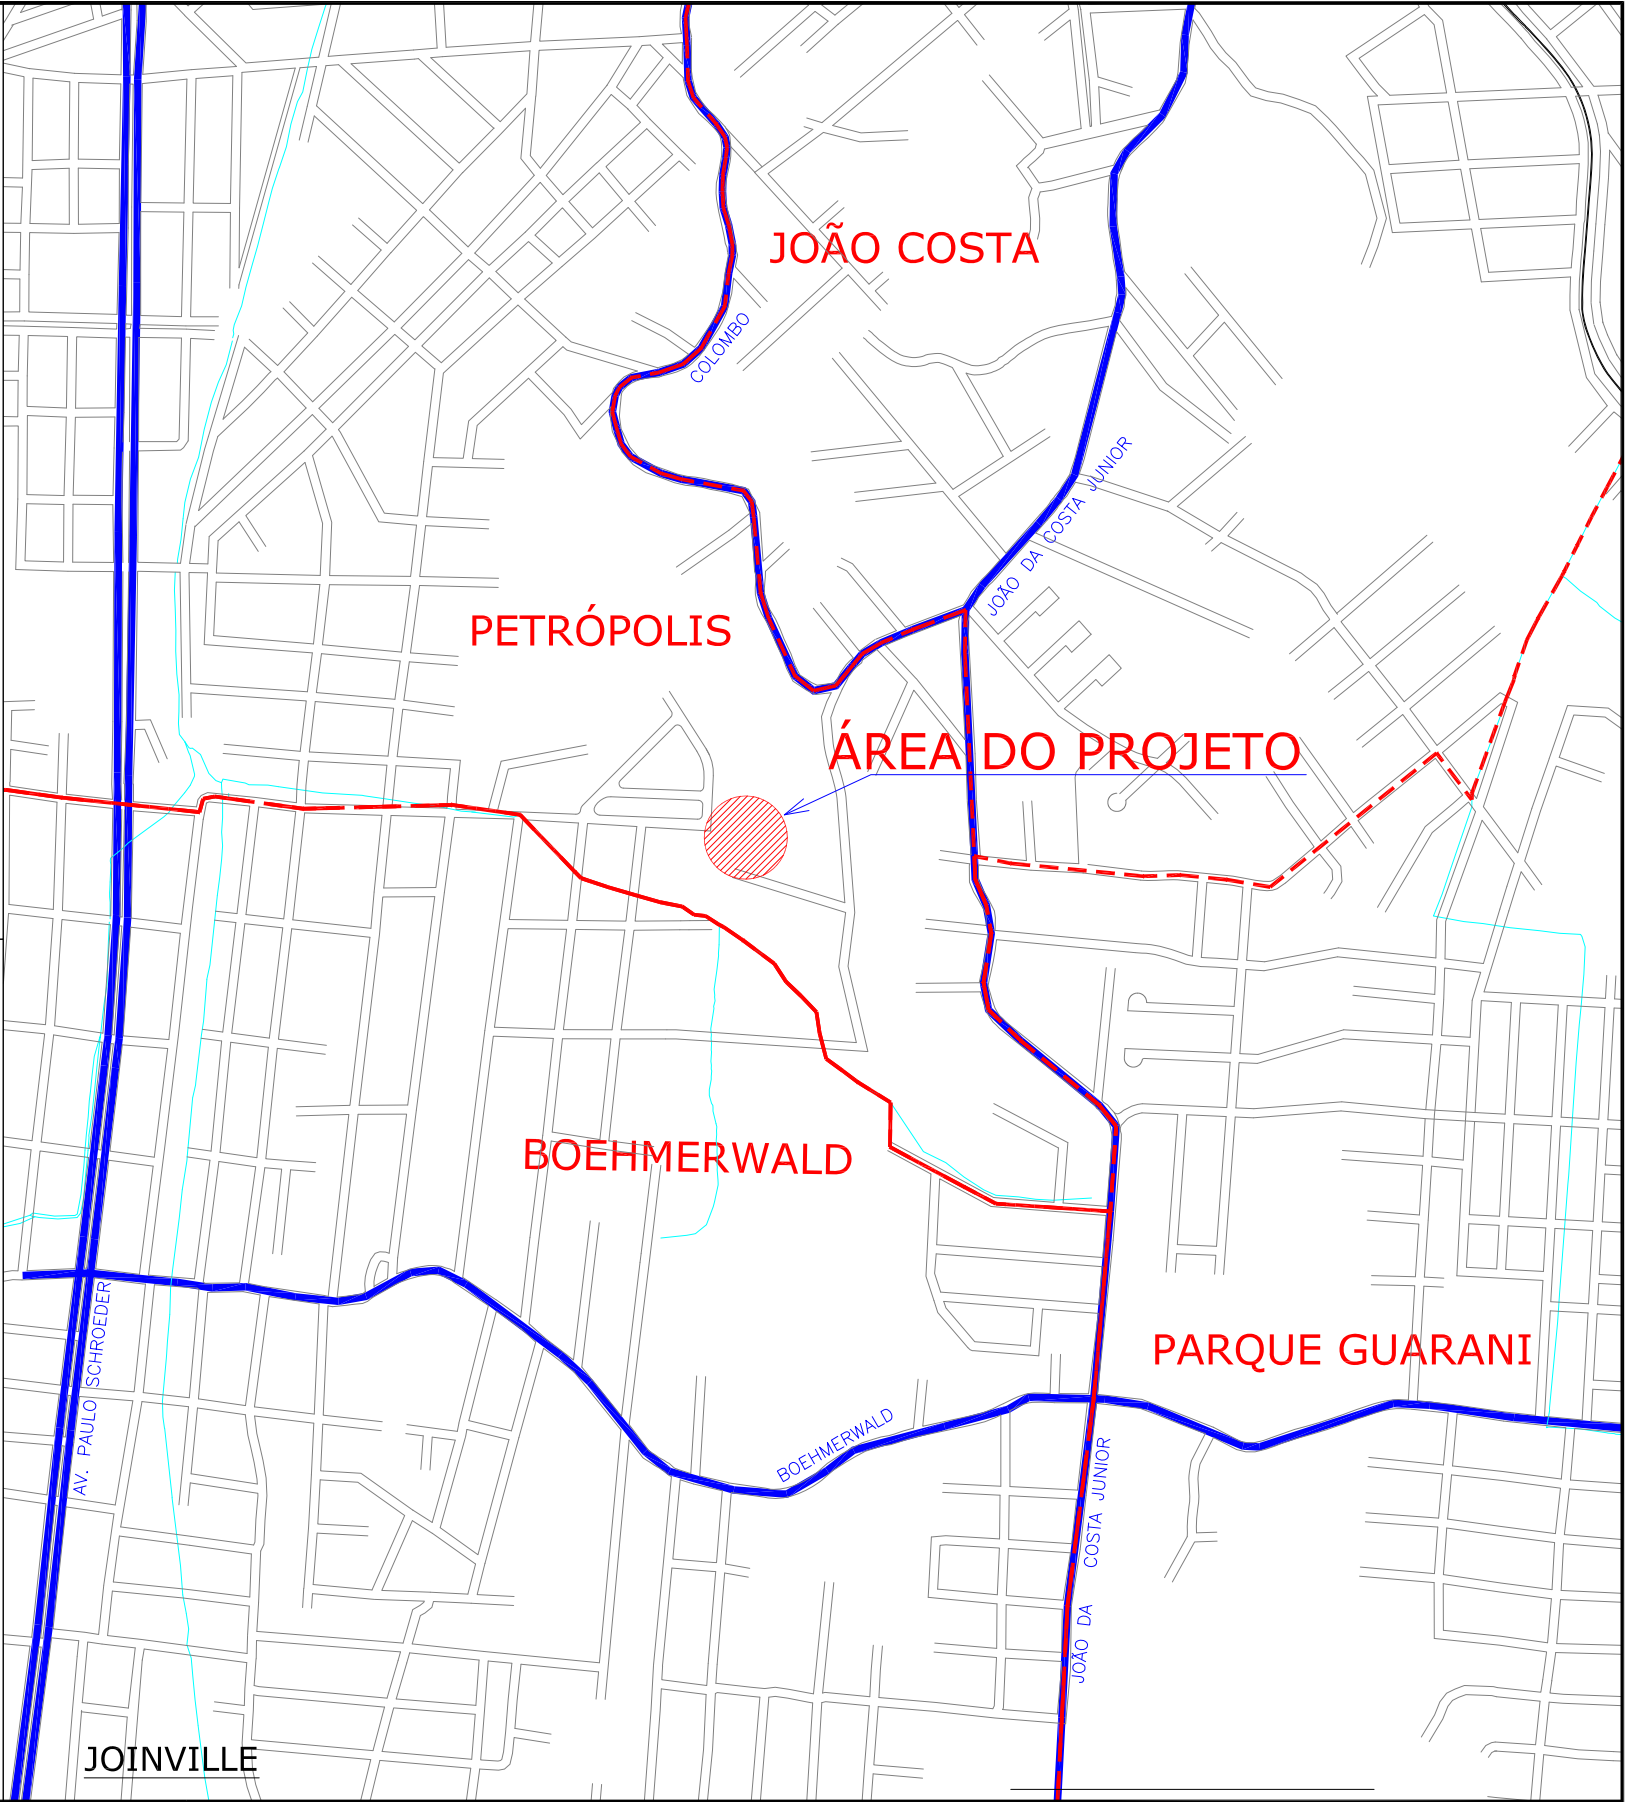 JOÃO COSTA
COLOMBO
JOÃO DA COSTA JUNIOR
PETRÓPOLIS
ÁREA DO PROJETO
BOEHMERWALD
PARQUE GUARANI
AV. PAULO SCHROEDER
BOEHMERWALD
JOÃO DA COSTA JUNIOR
JOINVILLE